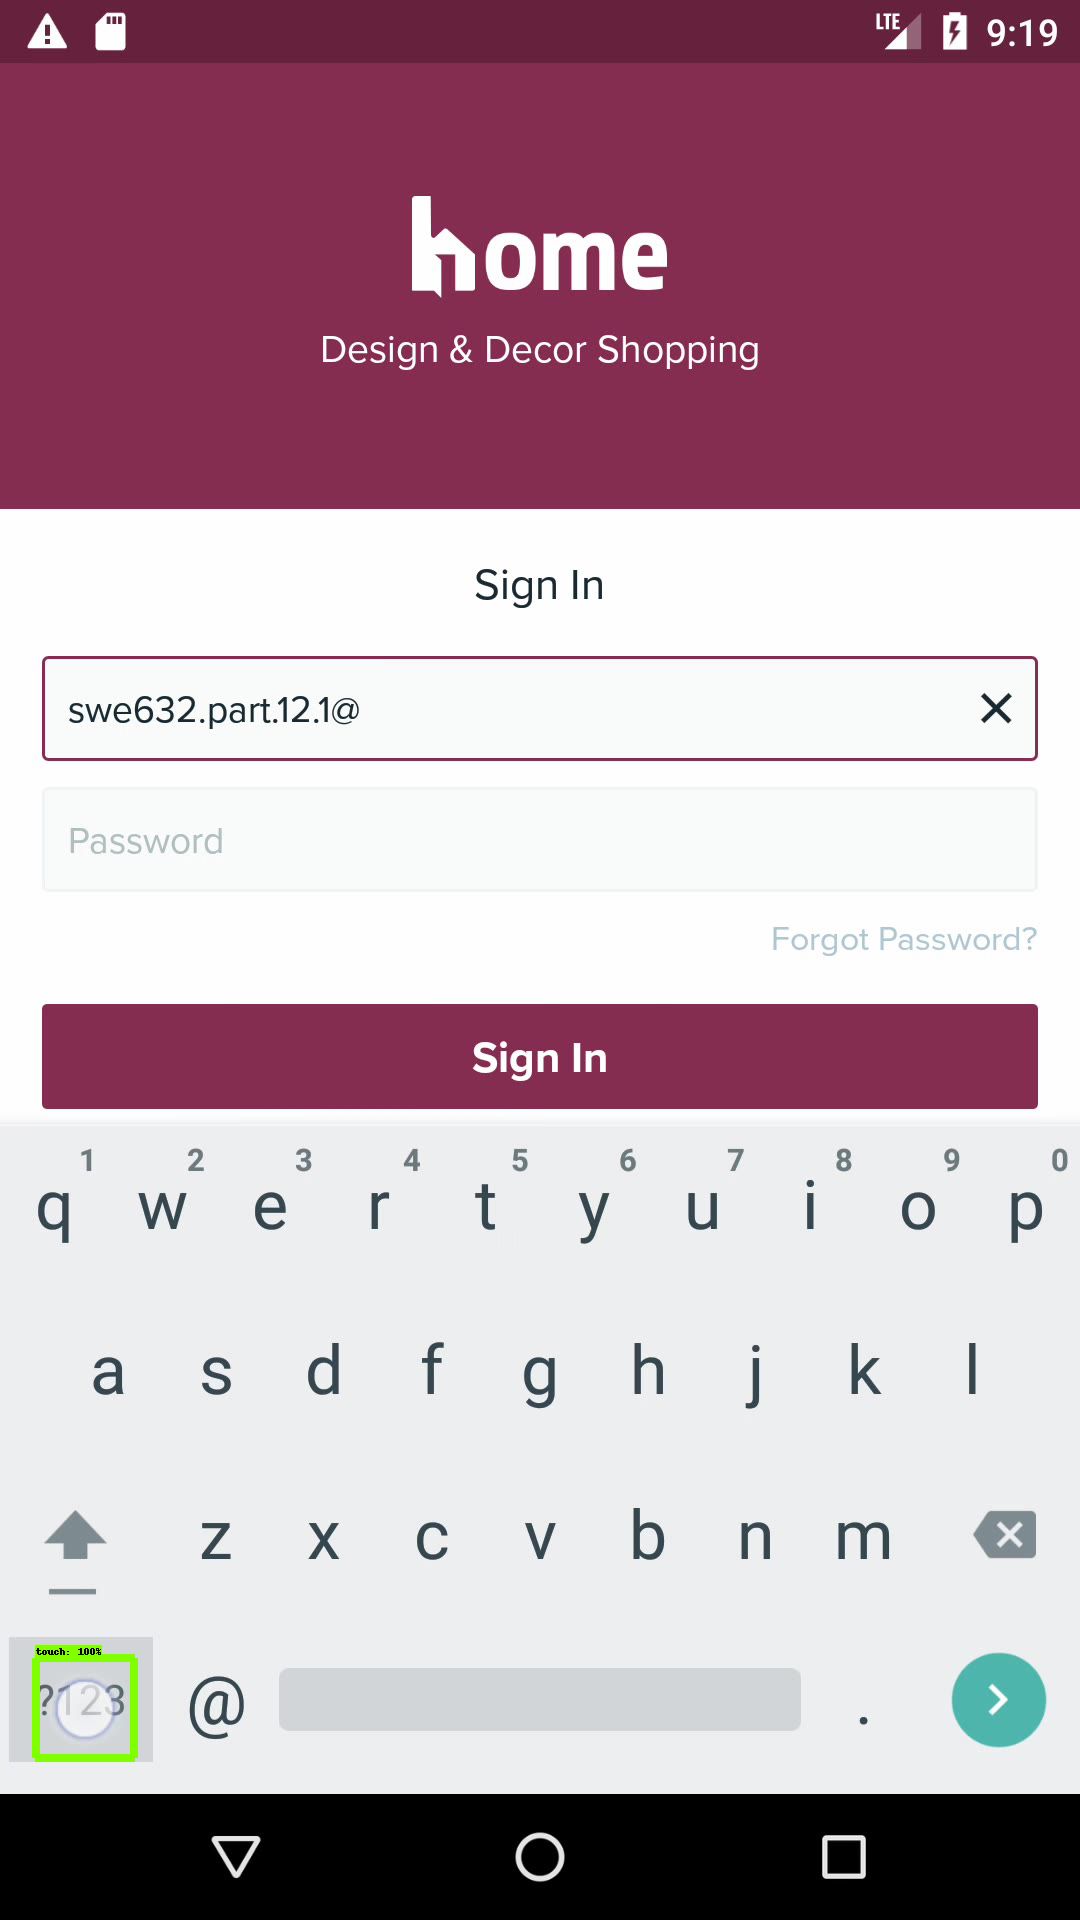 LTE 9:19
home
Design & Decor Shopping
Sign In
swe632.part.12.1@
Password
Forgot Password?
Sign In
1 2 3 4 5 6 7 8 9 0
q w e r t y u i o p
a s d f g h j k l
z x c v b n m
touch: 100%
?123 @ .